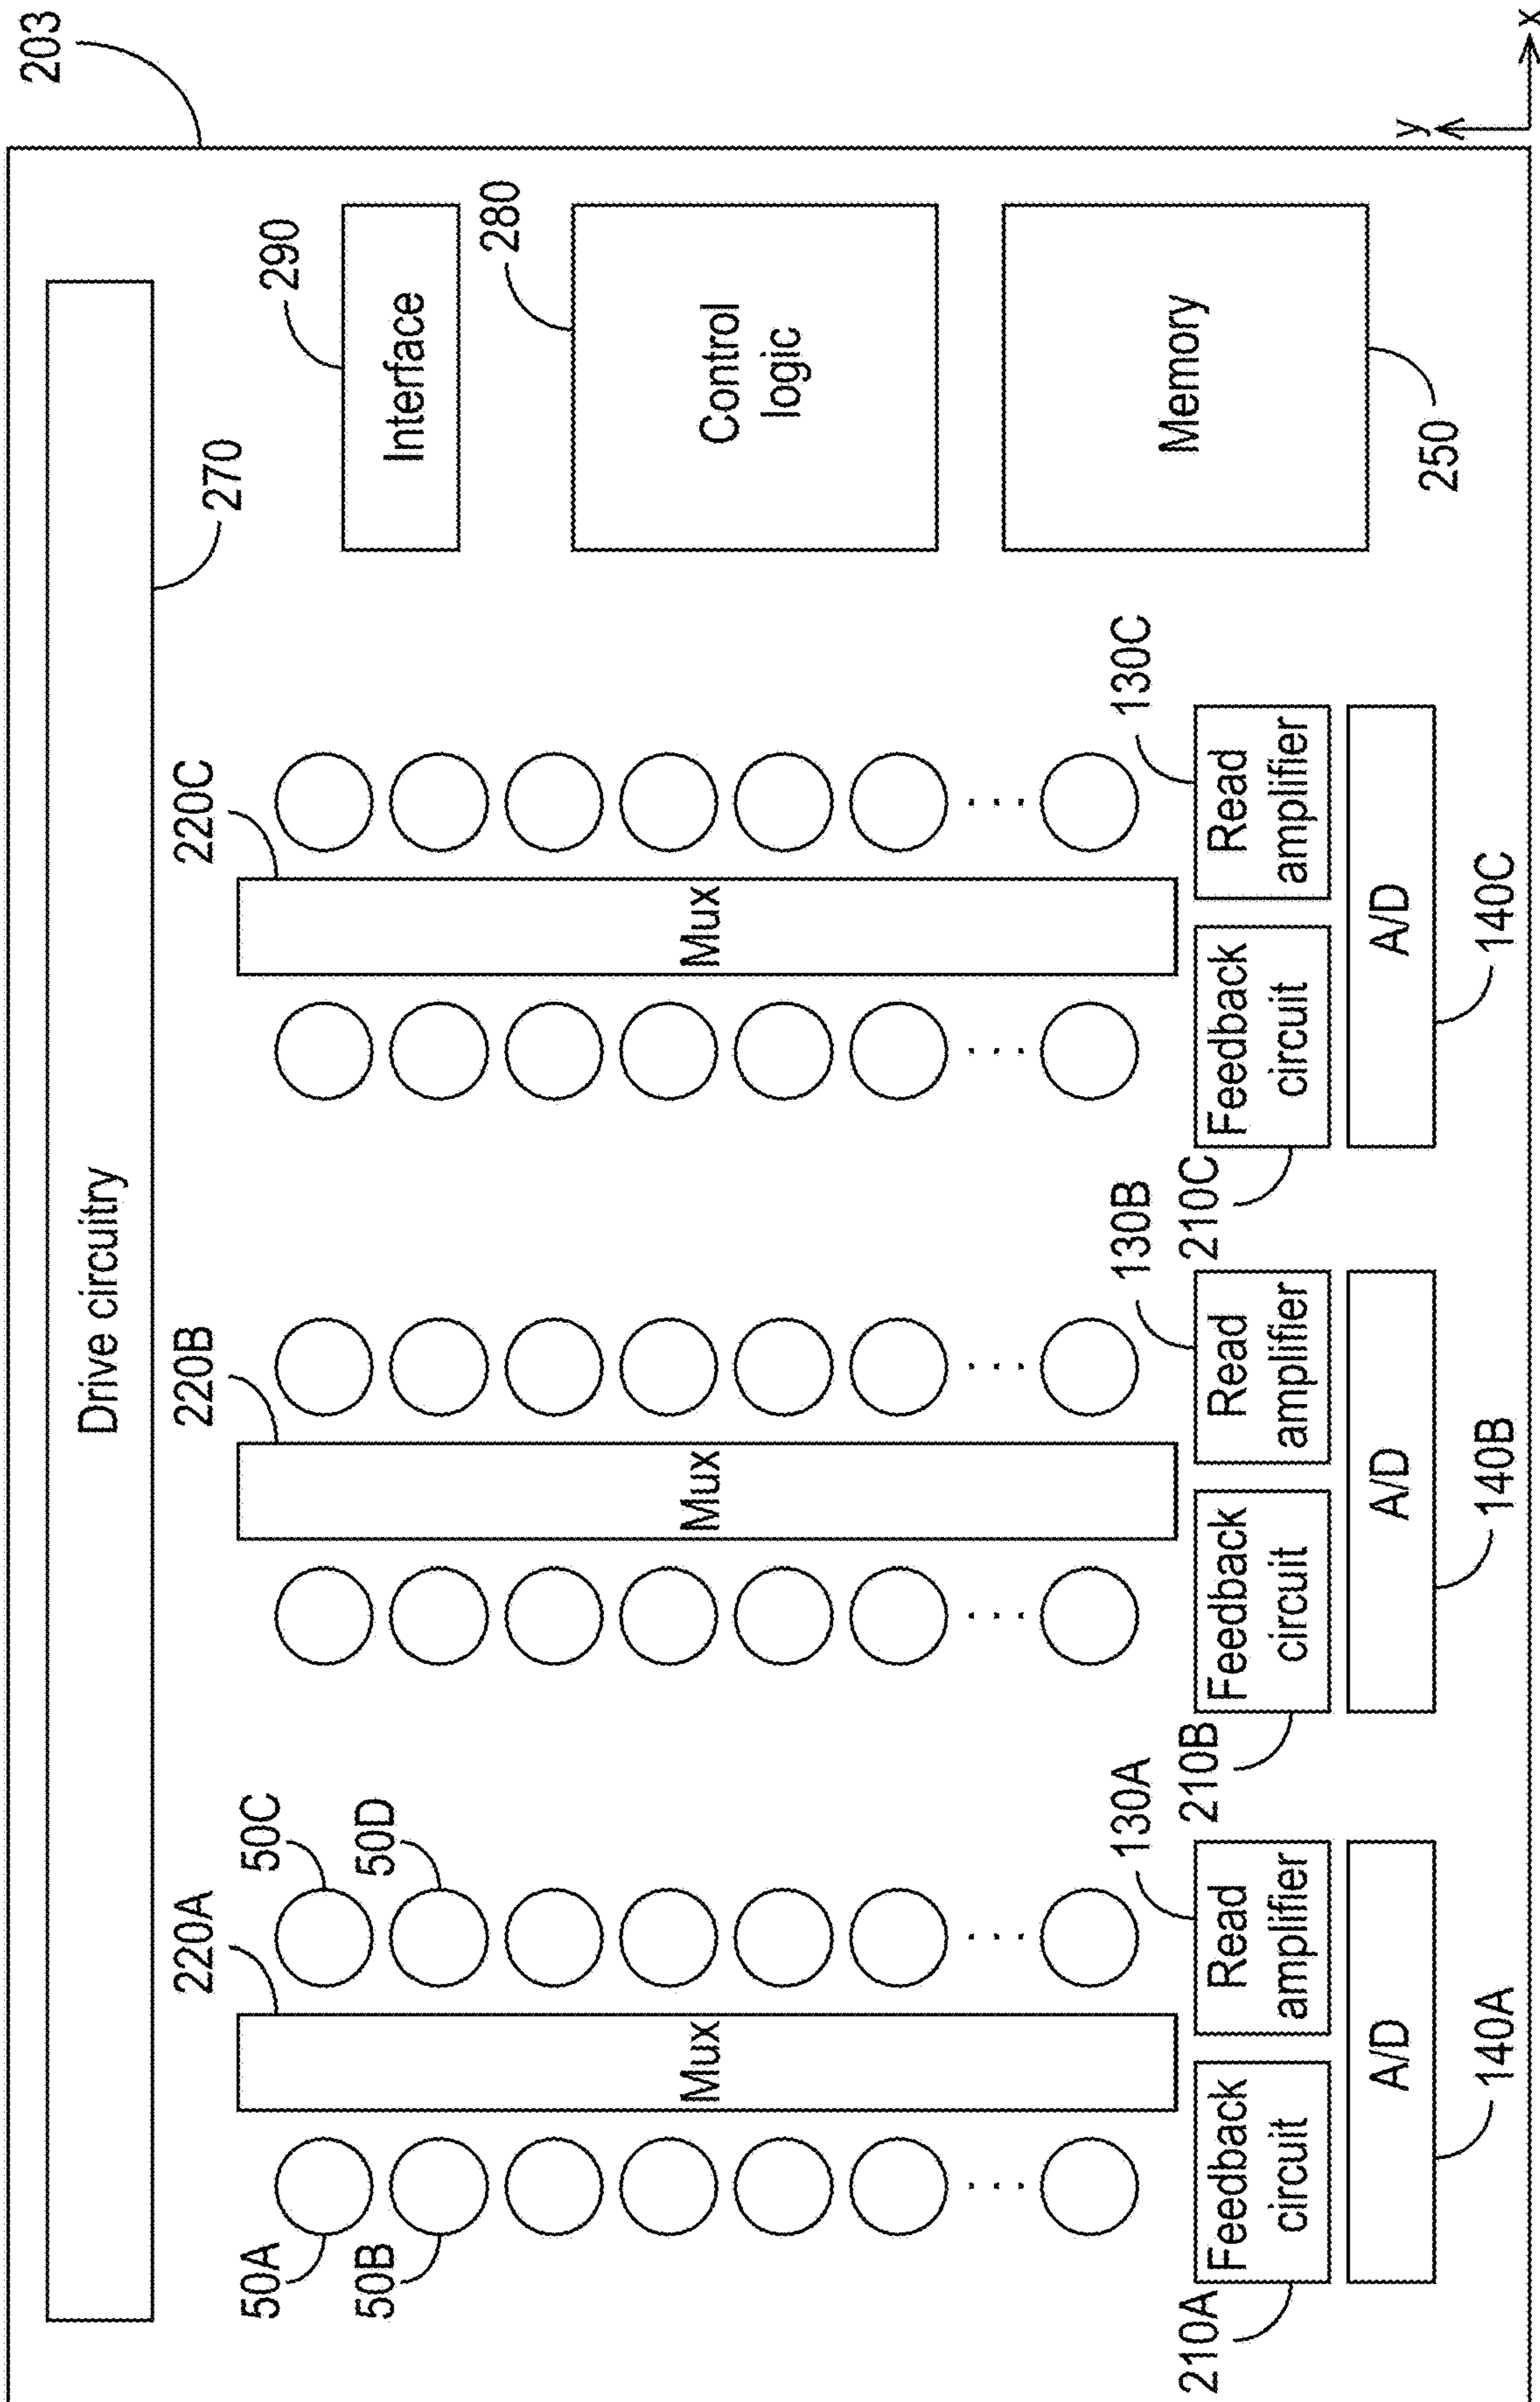 203
Drive circuitry
270
220A
220B
220C
290
50A
50C
Interface
50B
50D
280
Mux
Mux
Mux
Control
logic
130A
130B
130C
Memory
210A
210B
210C
Feedback
circuit
Read
amplifier
Feedback
circuit
Read
amplifier
Feedback
circuit
Read
amplifier
A/D
A/D
A/D
250
140A
140B
140C
y
x